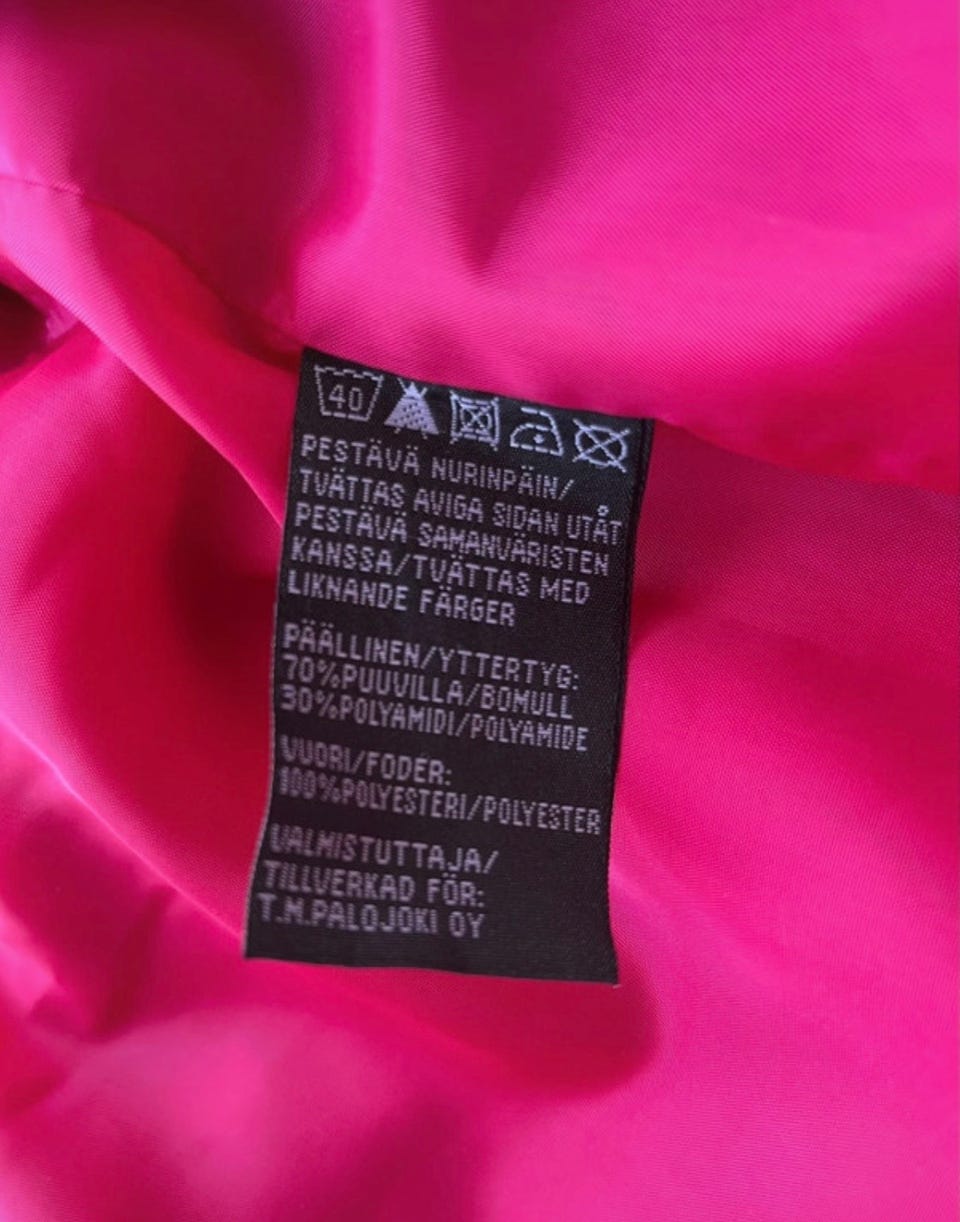 40
PESTÄVÄ NURINPÄIN/
TVÄTTAS AVIGA SIDAN UTÅT
PESTÄVÄ SAMANVÄRISTEN
KANSSA/TVÄTTAS MED
LIKNANDE FÄRGER
PÄÄLLINEN/YTTERTYG:
70%PUUVILLA/BOMULL
30%POLYAMIDI/POLYAMIDE
VUORI/FODER:
100%POLYESTERI/POLYESTER
VALMISTUTTAJA/
TILLVERKAD FÖR:
T.M.PALOJOKI OY